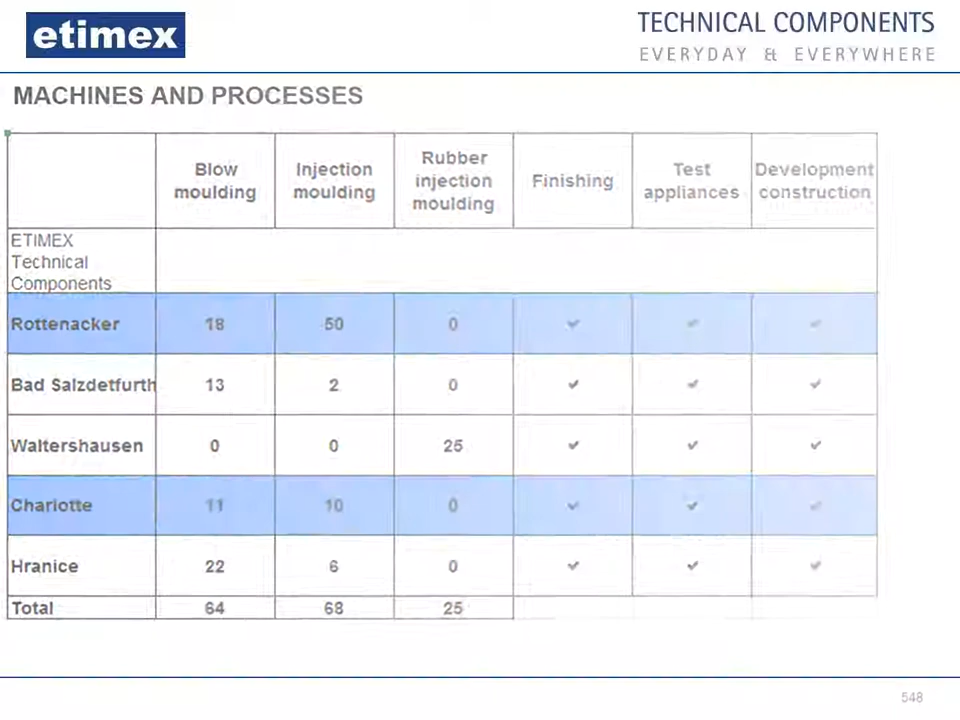 etimex
TECHNICAL COMPONENTS
EVERYDAY & EVERYWHERE
MACHINES AND PROCESSES
Blow
moulding
Injection
moulding
Rubber
injection
moulding
Finishing
Test
appliances
Development
construction
ETIMEX
Technical
Components
Rottenacker 18 50 0 ✔ ✔ ✔
Bad Salzdetfurth 13 2 0 ✔ ✔ ✔
Waltershausen 0 0 25 ✔ ✔ ✔
Charlotte 11 10 0 ✔ ✔ ✔
Hranice 22 6 0 ✔ ✔ ✔
Total 64 68 25
548